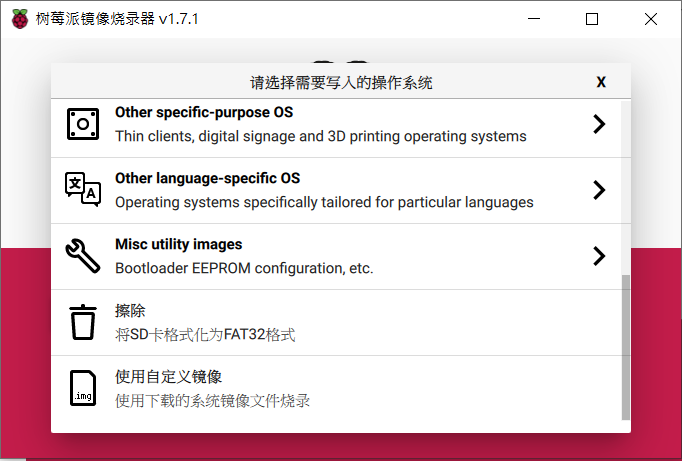 树莓派镜像烧录器 v1.7.1
请选择需要写入的操作系统
X
Other specific-purpose OS
Thin clients, digital signage and 3D printing operating systems
Other language-specific OS
Operating systems specifically tailored for particular languages
Misc utility images
Bootloader EEPROM configuration, etc.
擦除
将SD卡格式化为FAT32格式
使用自定义镜像
.img
使用下载的系统镜像文件烧录